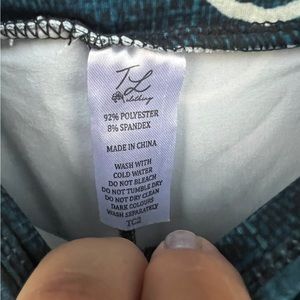 TL
clothing
92% POLYESTER
8% SPANDEX
MADE IN CHINA
WASH WITH
COLD WATER
DO NOT BLEACH
DO NOT TUMBLE DRY
DO NOT DRY CLEAN
DARK COLOURS
WASH SEPARATELY
TC2